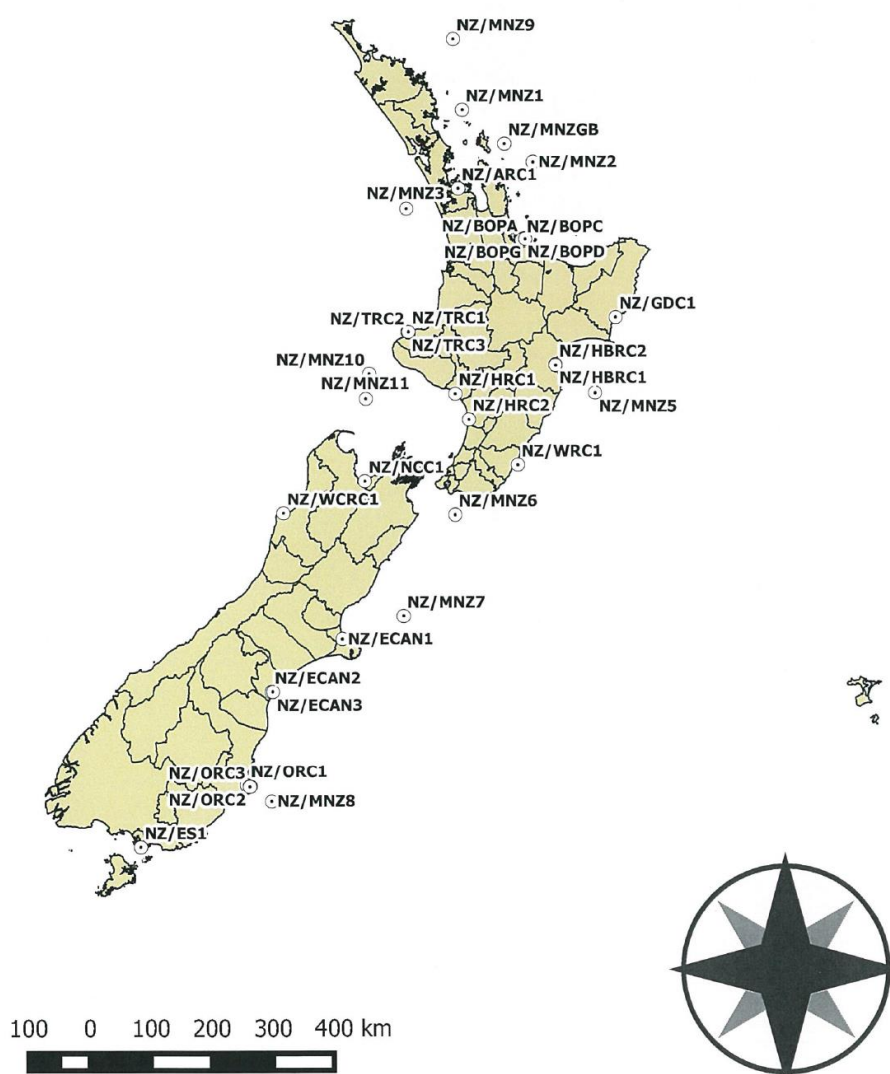 NZ/MNZ9
NZ/MNZ1
NZ/MNZGB
NZ/MNZ2
NZ/ARC1
NZ/MNZ3
NZ/BOPA NZ/BOPC
NZ/BOPG NZ/BOPD
NZ/GDC1
NZ/TRC2 NZ/TRC1
NZ/TRC3
NZ/MNZ10
NZ/HBRC2
NZ/HRC1 NZ/HBRC1
NZ/MNZ11
NZ/MNZ5
NZ/HRC2
NZ/WRC1
NZ/NCC1
NZ/WCRC1
NZ/MNZ6
NZ/MNZ7
NZ/ECAN1
NZ/ECAN2
NZ/ECAN3
NZ/ORC3 NZ/ORC1
NZ/ORC2 NZ/MNZ8
NZ/ES1
100 0 100 200 300 400 km